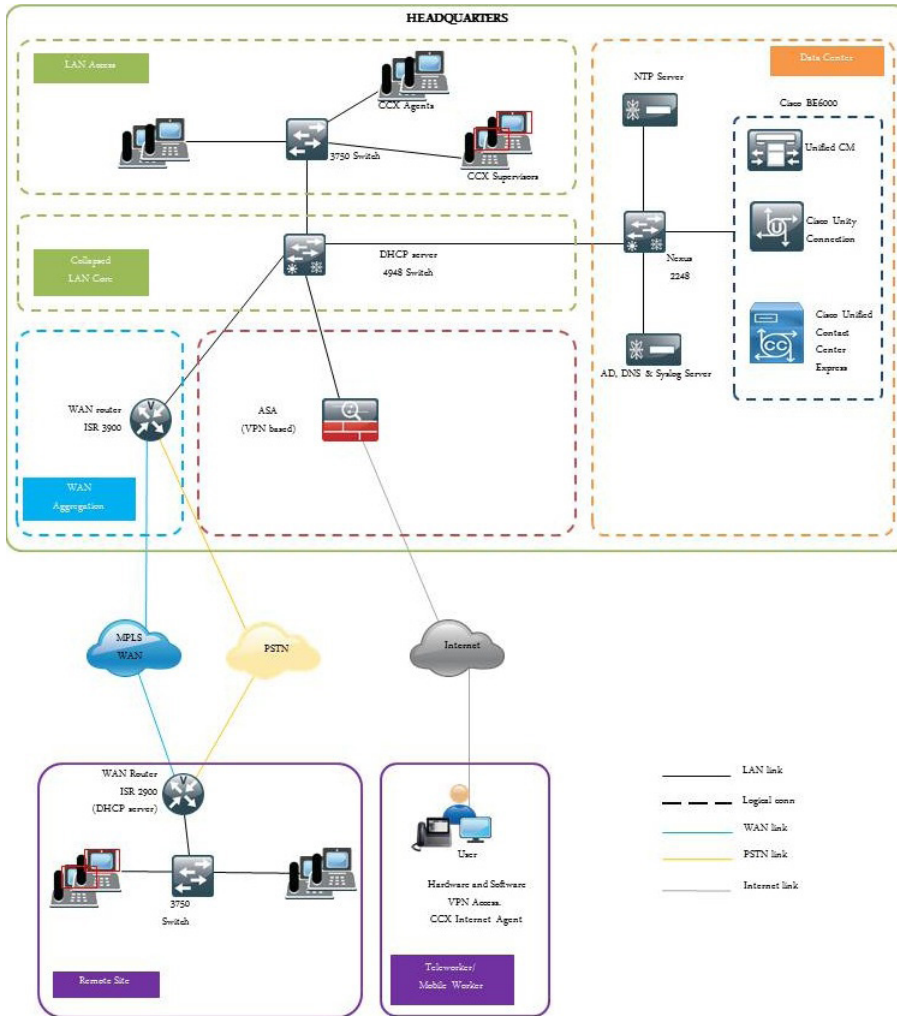 HEADQUARTERS
LAN Access
CCX Agents
3750 Switch
CCX Supervisors
Data Center
NTP Server
Cisco BE6000
Unified CM
Cisco Unity
Connection
U
Nexus
2248
Cisco Unified
Contact
Center
Express
CC
AD, DNS & Syslog Server
Collapsed
LAN Core
DHCP server
4948 Switch
WAN router
ISR 3900
V
WAN
Aggregation
ASA
(VPN based)
MPLS
WAN
PSTN
Internet
WAN Router
ISR 2900
(DHCP server)
V
3750
Switch
Remote Site
User
Hardware and Software
VPN Access.
CCX Internet Agent
Teleworker/
Mobile Worker
LAN link
Logical conn
WAN link
PSTN link
Internet link